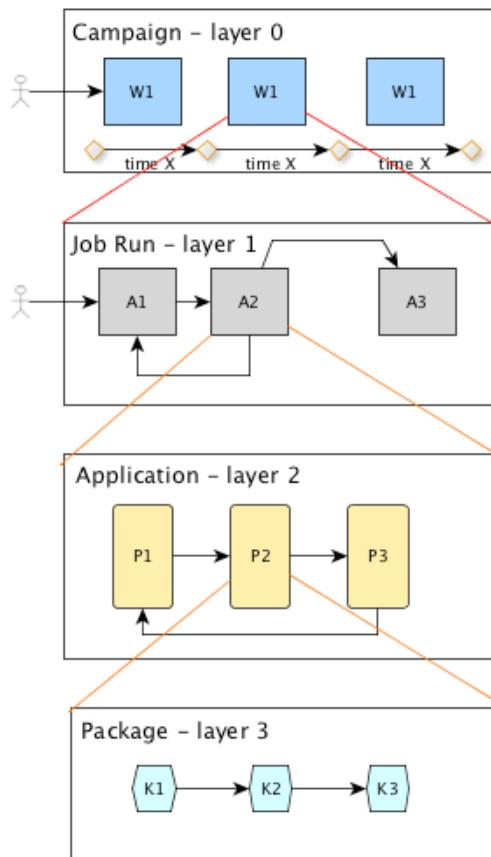 Campaign - layer 0
W1 W1 W1
time X time X time X
Job Run - layer 1
A1 A2 A3
Application - layer 2
P1 P2 P3
Package - layer 3
K1 K2 K3